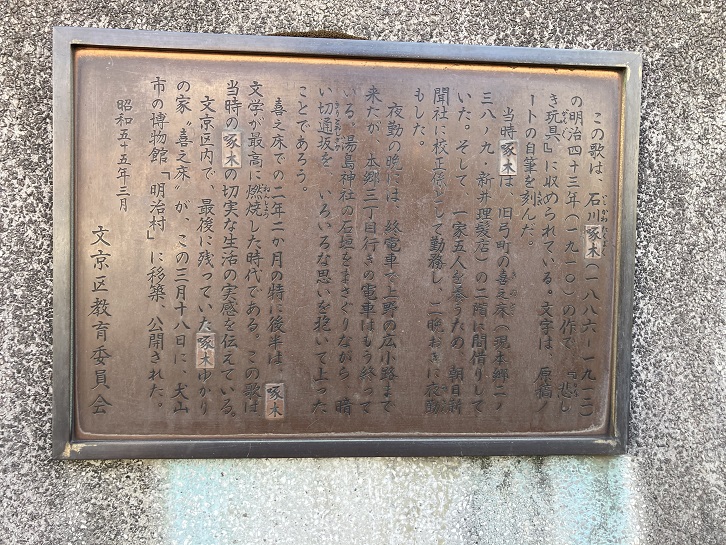 この歌は、石川啄木（一八八六―一九一二）
の明治四十三年（一九一〇）の作で、『悲し
き玩具』に収められている。文字は、原稿ノ
ートの自筆を刻んだ。
当時啄木は、旧弓町の喜之床（現本郷二ノ
三八ノ九・新井理髪店）の二階に間借りして
いた。そして、一家五人を養うため、朝日新
聞社に校正係として勤務し、二晩おきに夜勤
もした。
夜勤の晩には、終電車で上野の広小路まで
来たが、本郷三丁目行きの電車はもう終って
いる。湯島神社の石垣をまさぐりながら、暗
い切通坂を、いろいろな思いを抱いて上った
ことであろう。
喜之床での二年二か月の特に後半は、啄木
文学が最高に燃焼した時代である。この歌は
当時の啄木の切実な生活の実感を伝えている。
文京区内で、最後に残っていた啄木ゆかり
の家“喜之床”が、この三月十八日に、犬山
市の博物館「明治村」に移築、公開された。
昭和五十五年三月
文京区教育委員会